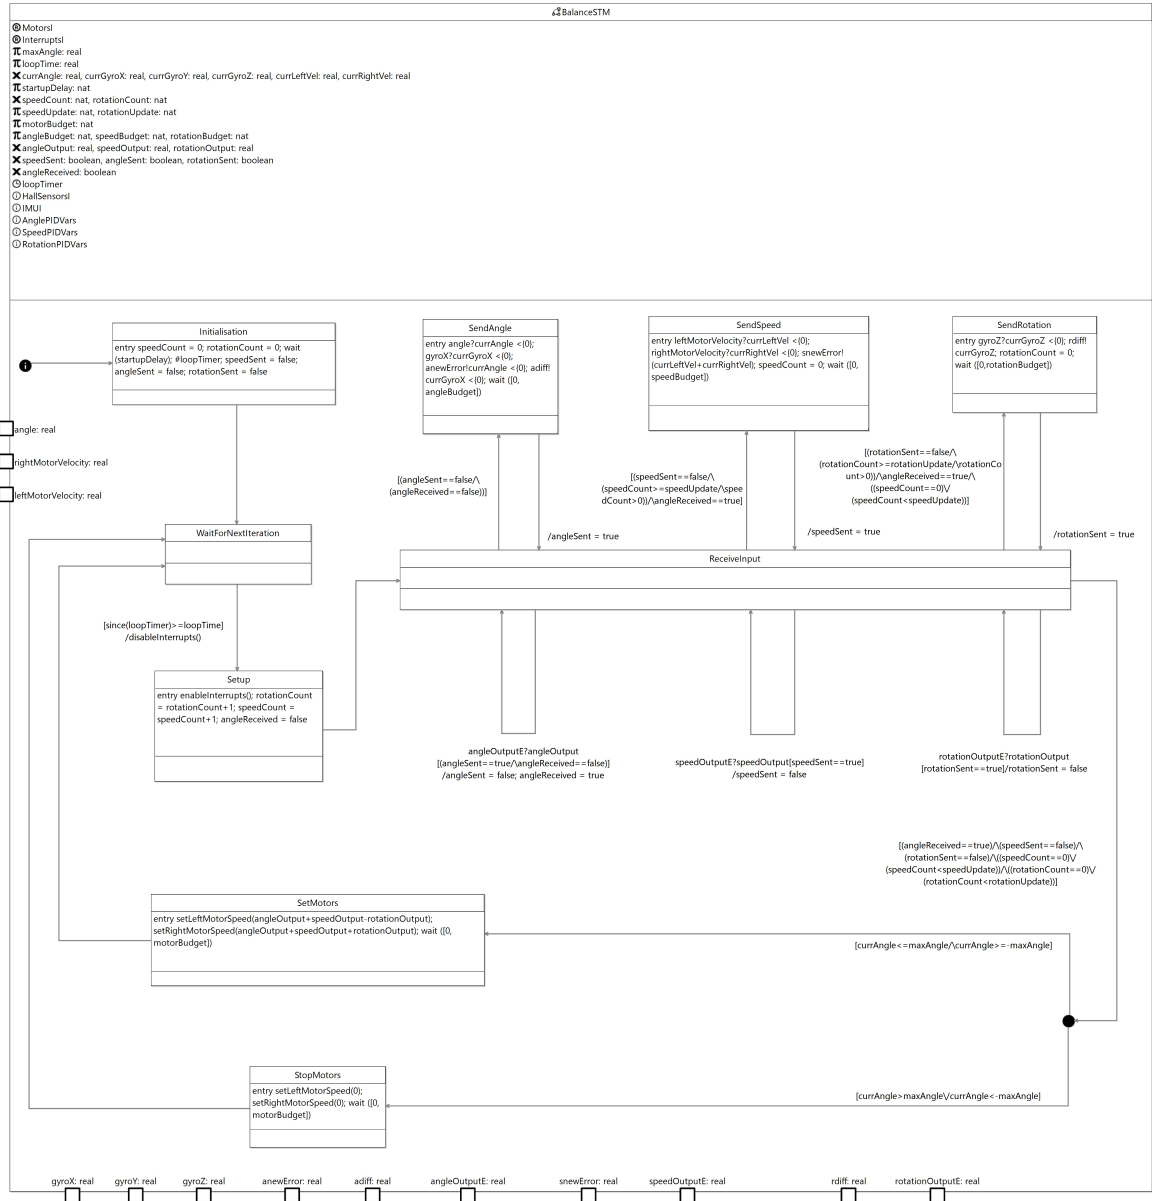 BalanceSTM
MotorsI
InterruptsI
maxAngle: real
loopTime: real
currAngle: real, currGyroX: real, currGyroY: real, currGyroZ: real, currLeftVel: real, currRightVel: real
startupDelay: nat
speedCount: nat, rotationCount: nat
speedUpdate: nat, rotationUpdate: nat
motorBudget: nat
angleBudget: nat, speedBudget: nat, rotationBudget: nat
angleOutput: real, speedOutput: real, rotationOutput: real
speedSent: boolean, angleSent: boolean, rotationSent: boolean
angleReceived: boolean
loopTimer
HallSensorsI
IMUI
AnglePIDVars
SpeedPIDVars
RotationPIDVars
Initialisation
entry speedCount = 0; rotationCount = 0; wait
(startupDelay); #loopTimer; speedSent = false;
angleSent = false; rotationSent = false
SendAngle
entry angle?currAngle <{0};
gyroX?currGyroX <{0};
anewError!currAngle <{0}; adiff!
currGyroX <{0}; wait ([0,
angleBudget])
SendSpeed
entry leftMotorVelocity?currLeftVel <{0};
rightMotorVelocity?currRightVel <{0}; snewError!
(currLeftVel+currRightVel); speedCount = 0; wait ([0,
speedBudget])
SendRotation
entry gyroZ?currGyroZ <{0}; rdiff!
currGyroZ; rotationCount = 0;
wait ([0,rotationBudget])
angle: real
rightMotorVelocity: real
leftMotorVelocity: real
[(angleSent==false/\
(angleReceived==false))]
/angleSent = true
[(speedSent==false/\
(speedCount>=speedUpdate/\spee
dCount>0))/\angleReceived==true]
/speedSent = true
[(rotationSent==false/\
(rotationCount>=rotationUpdate/\rotationCo
unt>0))/\angleReceived==true/\
((speedCount==0)\/
(speedCount<speedUpdate))]
/rotationSent = true
WaitForNextIteration
ReceiveInput
[since(loopTimer)>=loopTime]
/disableInterrupts()
Setup
entry enableInterrupts(); rotationCount
= rotationCount+1; speedCount =
speedCount+1; angleReceived = false
angleOutputE?angleOutput
[(angleSent==true/\angleReceived==false)]
/angleSent = false; angleReceived = true
speedOutputE?speedOutput[speedSent==true]
/speedSent = false
rotationOutputE?rotationOutput
[rotationSent==true]/rotationSent = false
[(angleReceived==true)/\(speedSent==false)/\
(rotationSent==false)/\((speedCount==0)\/
(speedCount<speedUpdate))/\((rotationCount==0)\/
(rotationCount<rotationUpdate))]
SetMotors
entry setLeftMotorSpeed(angleOutput+speedOutput-rotationOutput);
setRightMotorSpeed(angleOutput+speedOutput+rotationOutput); wait ([0,
motorBudget])
[currAngle<=maxAngle/\currAngle>=-maxAngle]
StopMotors
entry setLeftMotorSpeed(0);
setRightMotorSpeed(0); wait ([0,
motorBudget])
[currAngle>maxAngle\/currAngle<-maxAngle]
gyroX: real
gyroY: real
gyroZ: real
anewError: real
adiff: real
angleOutputE: real
snewError: real
speedOutputE: real
rdiff: real
rotationOutputE: real